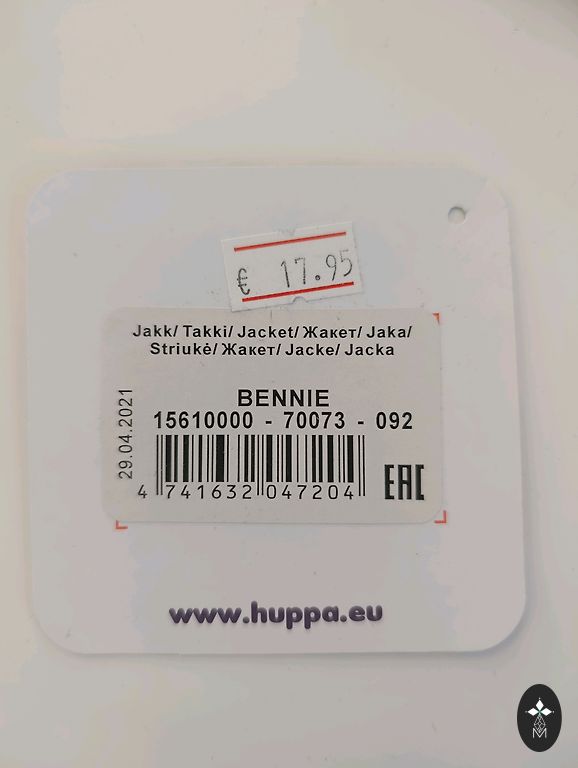 € 17.95
Jakk/ Takki/ Jacket/ Жакет/ Jaka/
Striukė/ Жакет/ Jacke/ Jacka
29.04.2021
BENNIE
15610000 - 70073 - 092
4 741632 047204
EAC
www.huppa.eu
M